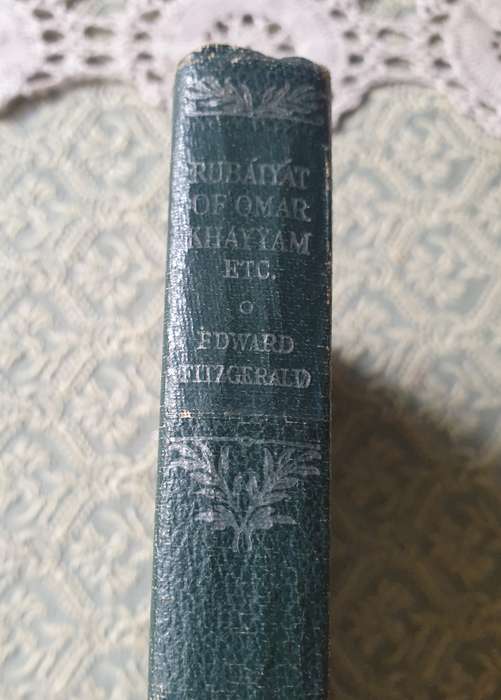 RUBÁIYÁT
OF OMAR
KHAYYAM
ETC.
EDWARD
FITZGERALD